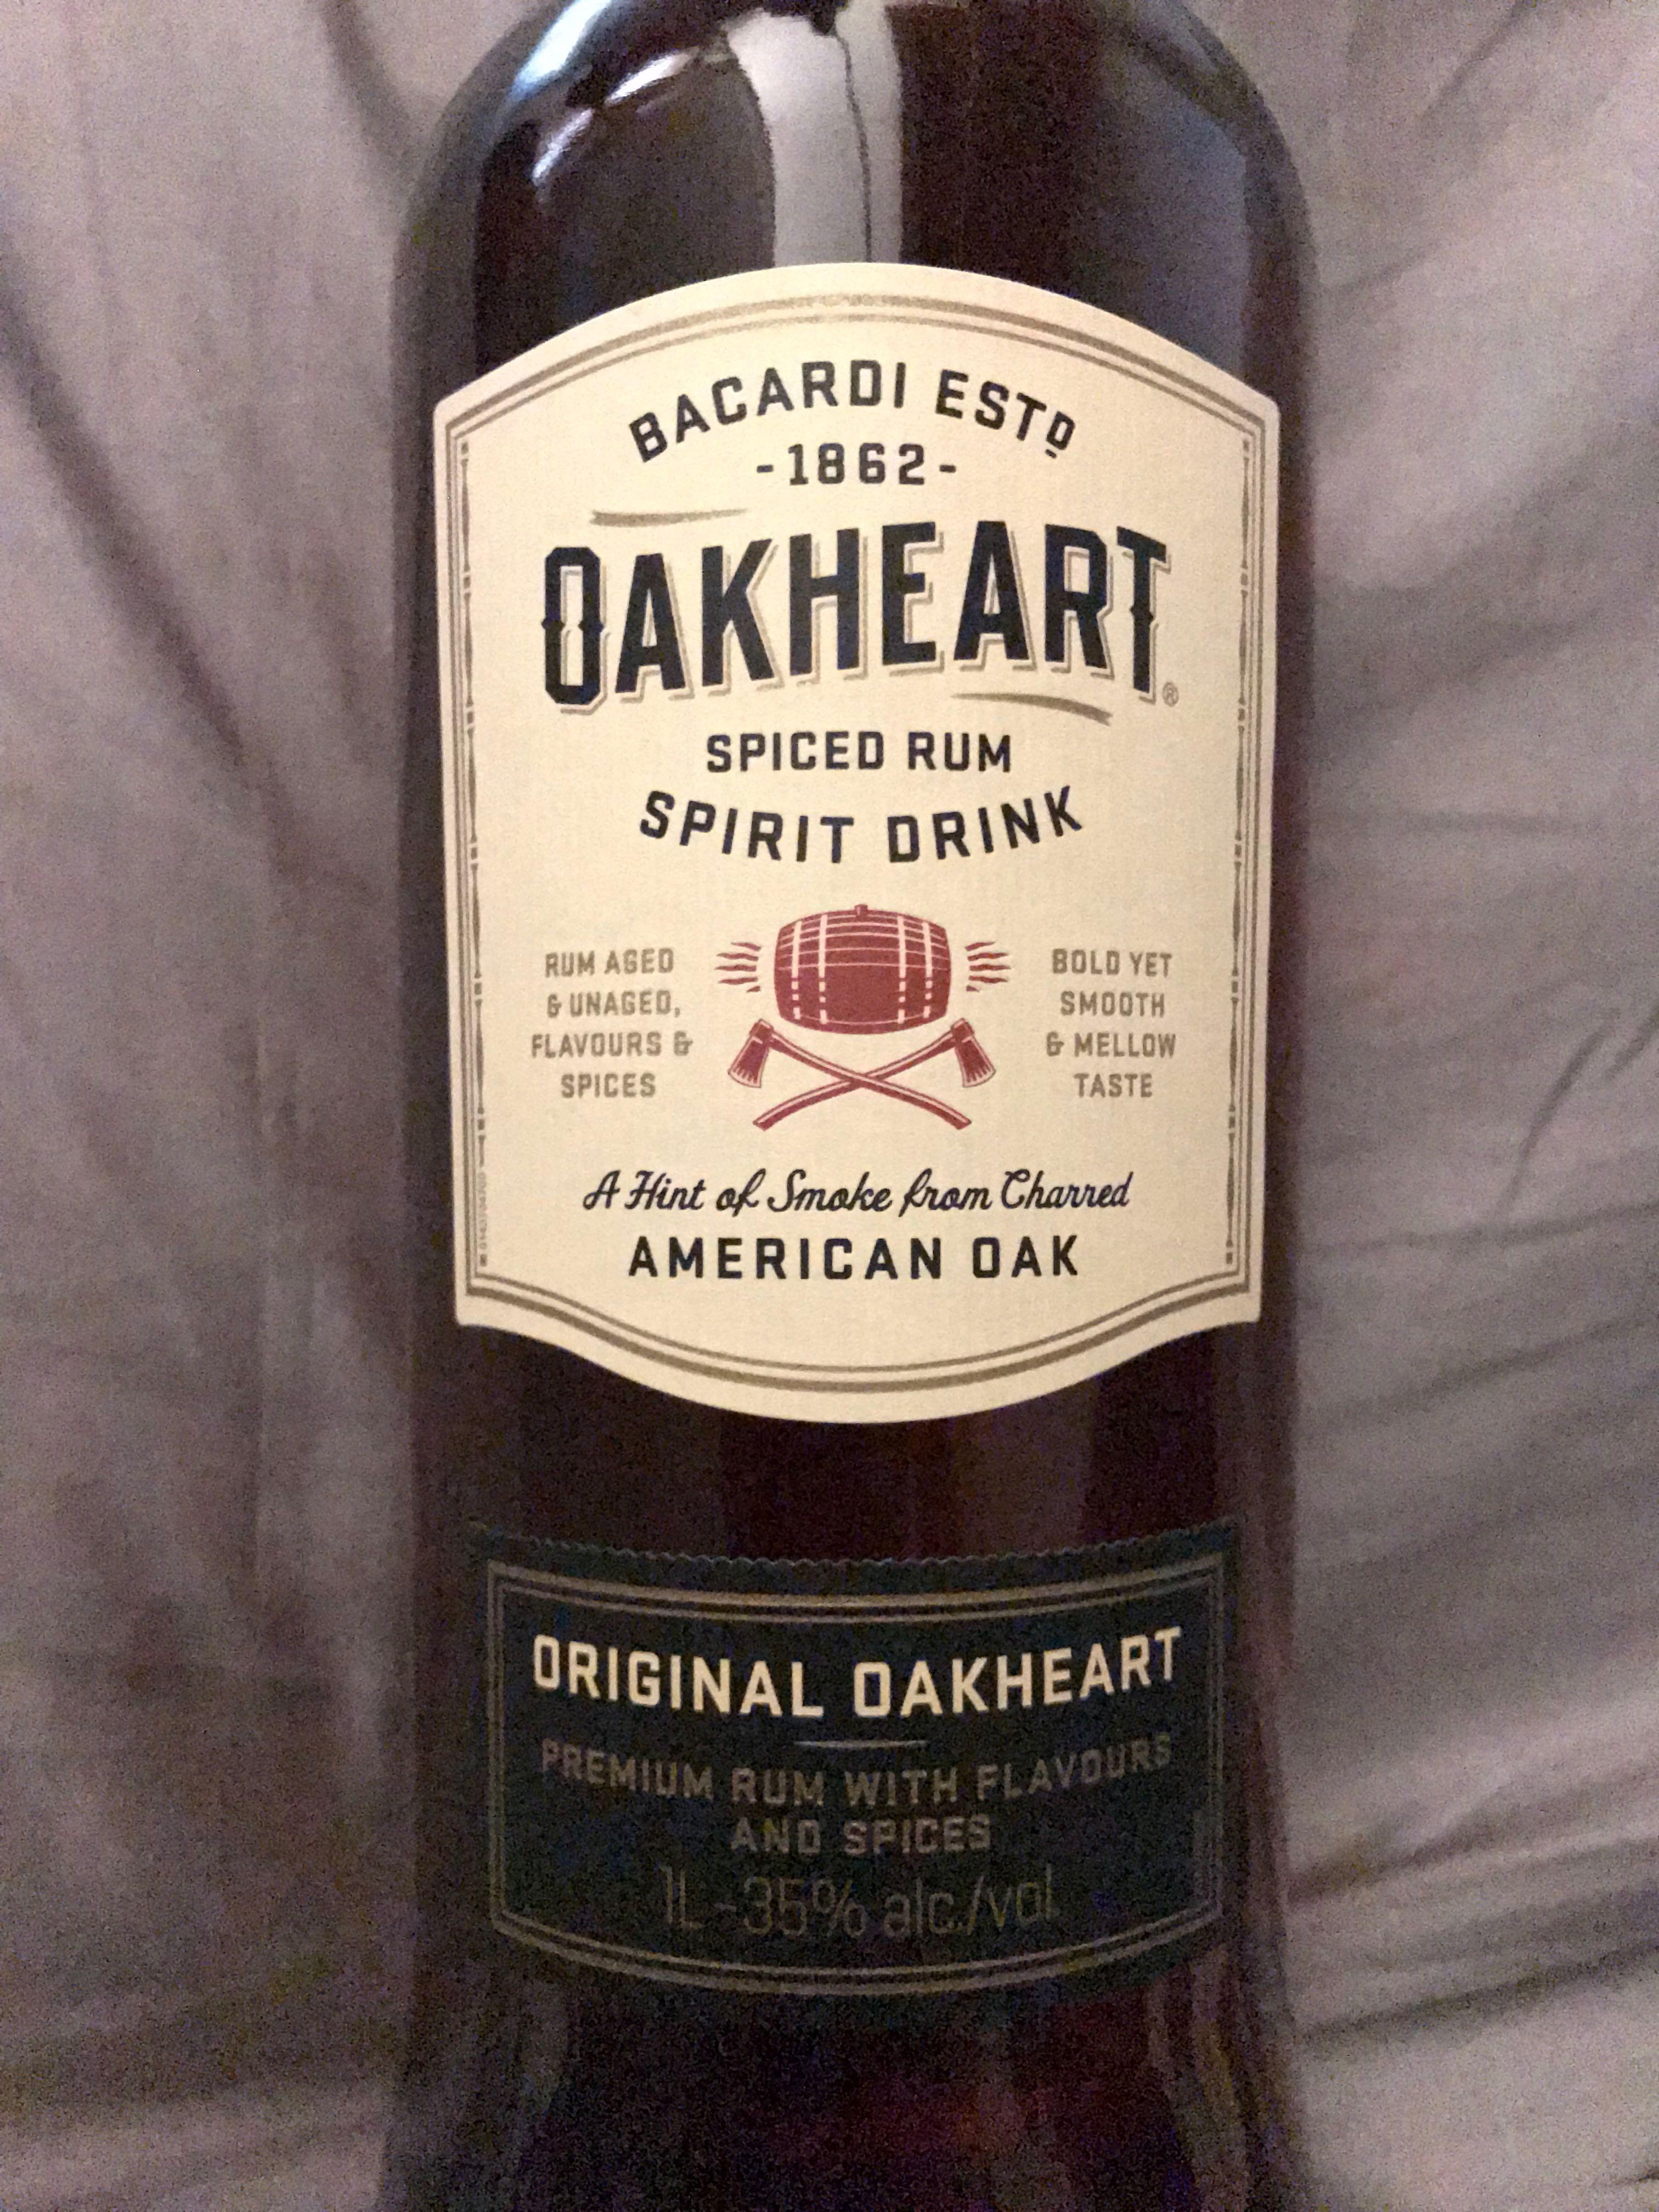 BACARDI ESTD
-1862-
OAKHEART®
SPICED RUM
SPIRIT DRINK
RUM AGED
& UNAGED,
FLAVOURS &
SPICES
BOLD YET
SMOOTH
& MELLOW
TASTE
A Hint of Smoke from Charred
AMERICAN OAK
ORIGINAL OAKHEART
PREMIUM RUM WITH FLAVOURS
AND SPICES
1L-35% alc./vol